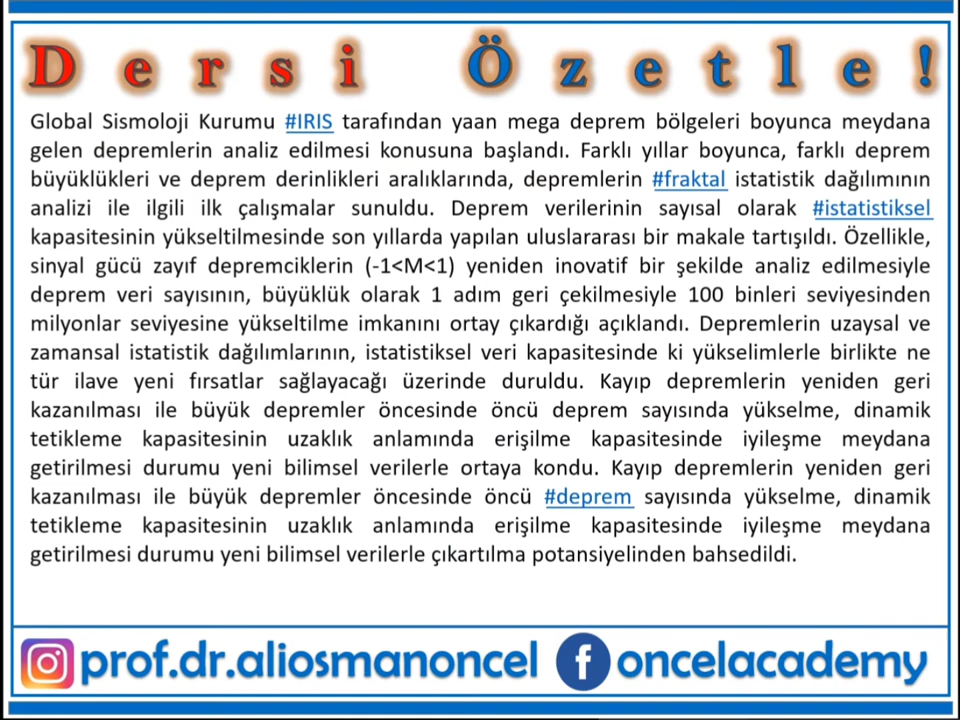 Dersi Özetle!
Global Sismoloji Kurumu #IRIS tarafından yaan mega deprem bölgeleri boyunca meydana
gelen depremlerin analiz edilmesi konusuna başlandı. Farklı yıllar boyunca, farklı deprem
büyüklükleri ve deprem derinlikleri aralıklarında, depremlerin #fraktal istatistik dağılımının
analizi ile ilgili ilk çalışmalar sunuldu. Deprem verilerinin sayısal olarak #istatistiksel
kapasitesinin yükseltilmesinde son yıllarda yapılan uluslararası bir makale tartışıldı. Özellikle,
sinyal gücü zayıf depremciklerin (-1<M<1) yeniden inovatif bir şekilde analiz edilmesiyle
deprem veri sayısının, büyüklük olarak 1 adım geri çekilmesiyle 100 binleri seviyesinden
milyonlar seviyesine yükseltilme imkanını ortay çıkardığı açıklandı. Depremlerin uzaysal ve
zamansal istatistik dağılımlarının, istatistiksel veri kapasitesinde ki yükselimlerle birlikte ne
tür ilave yeni fırsatlar sağlayacağı üzerinde duruldu. Kayıp depremlerin yeniden geri
kazanılması ile büyük depremler öncesinde öncü deprem sayısında yükselme, dinamik
tetikleme kapasitesinin uzaklık anlamında erişilme kapasitesinde iyileşme meydana
getirilmesi durumu yeni bilimsel verilerle ortaya kondu. Kayıp depremlerin yeniden geri
kazanılması ile büyük depremler öncesinde öncü #deprem sayısında yükselme, dinamik
tetikleme kapasitesinin uzaklık anlamında erişilme kapasitesinde iyileşme meydana
getirilmesi durumu yeni bilimsel verilerle çıkartılma potansiyelinden bahsedildi.
prof.dr.aliosmanoncel oncelacademy